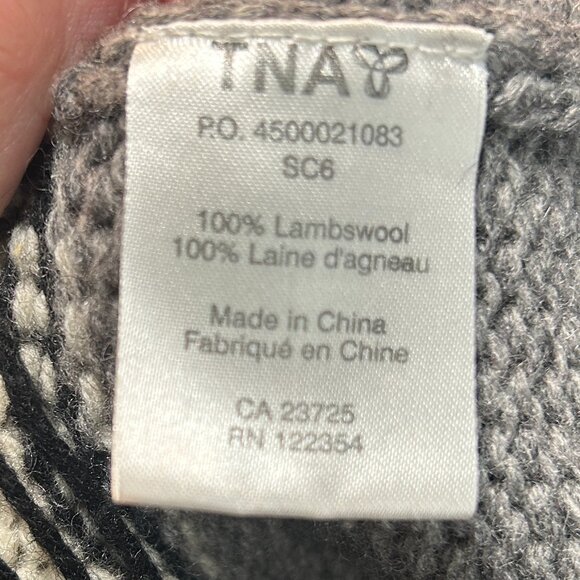 TNA
P.O. 4500021083
SC6
100% Lambswool
100% Laine d'agneau
Made in China
Fabriqué en Chine
CA 23725
RN 122354